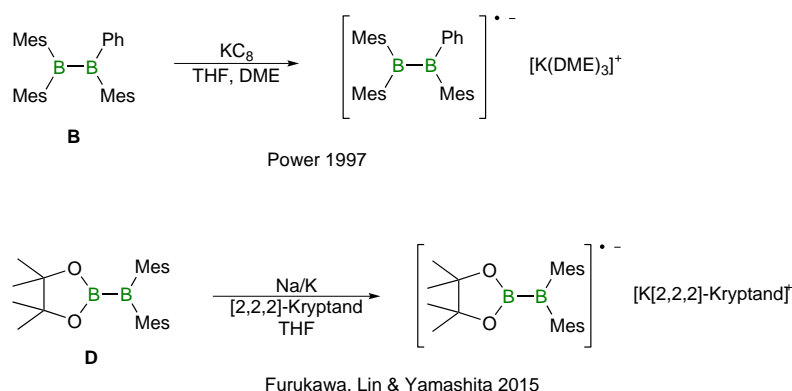 Mes
Ph
B B
Mes
Mes
B
KC8
THF, DME
Mes
Ph
B B
Mes
Mes
• −
[K(DME)3]+
Power 1997
O
O
B B
Mes
Mes
D
Na/K
[2,2,2]-Kryptand
THF
O
O
B B
Mes
Mes
• −
[K[2,2,2]-Kryptand]+
Furukawa, Lin & Yamashita 2015